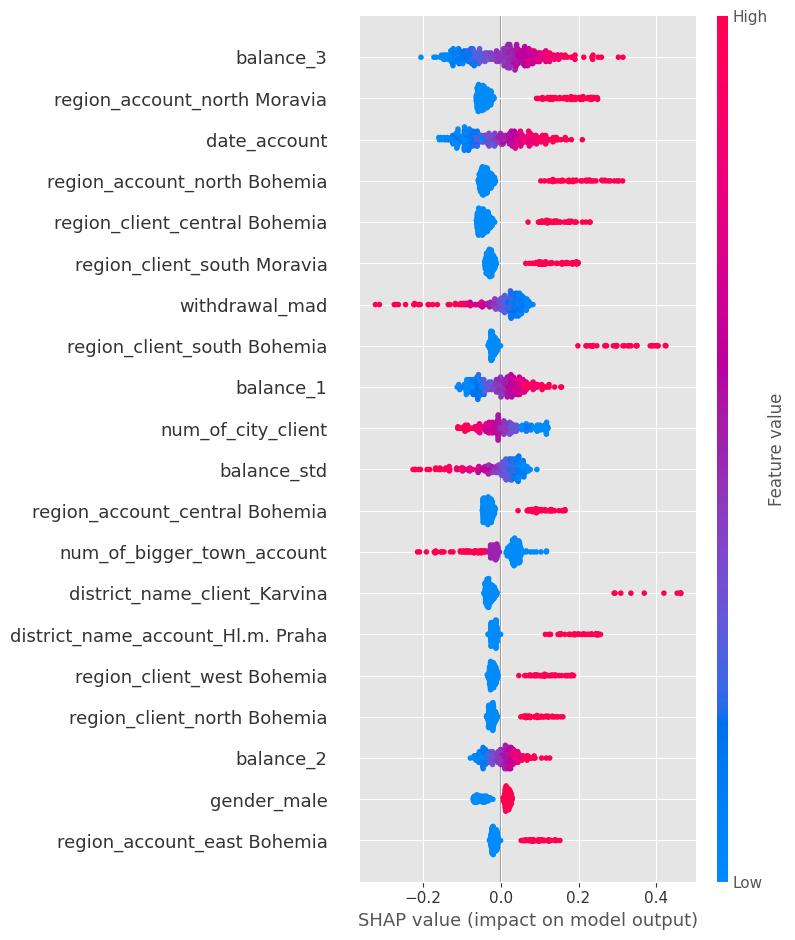 High
balance_3
region_account_north Moravia
date_account
region_account_north Bohemia
region_client_central Bohemia
region_client_south Moravia
withdrawal_mad
region_client_south Bohemia
balance_1
num_of_city_client
balance_std
region_account_central Bohemia
num_of_bigger_town_account
district_name_client_Karvina
district_name_account_Hl.m. Praha
region_client_west Bohemia
region_client_north Bohemia
balance_2
gender_male
region_account_east Bohemia
Feature value
Low
−0.2 0.0 0.2 0.4
SHAP value (impact on model output)